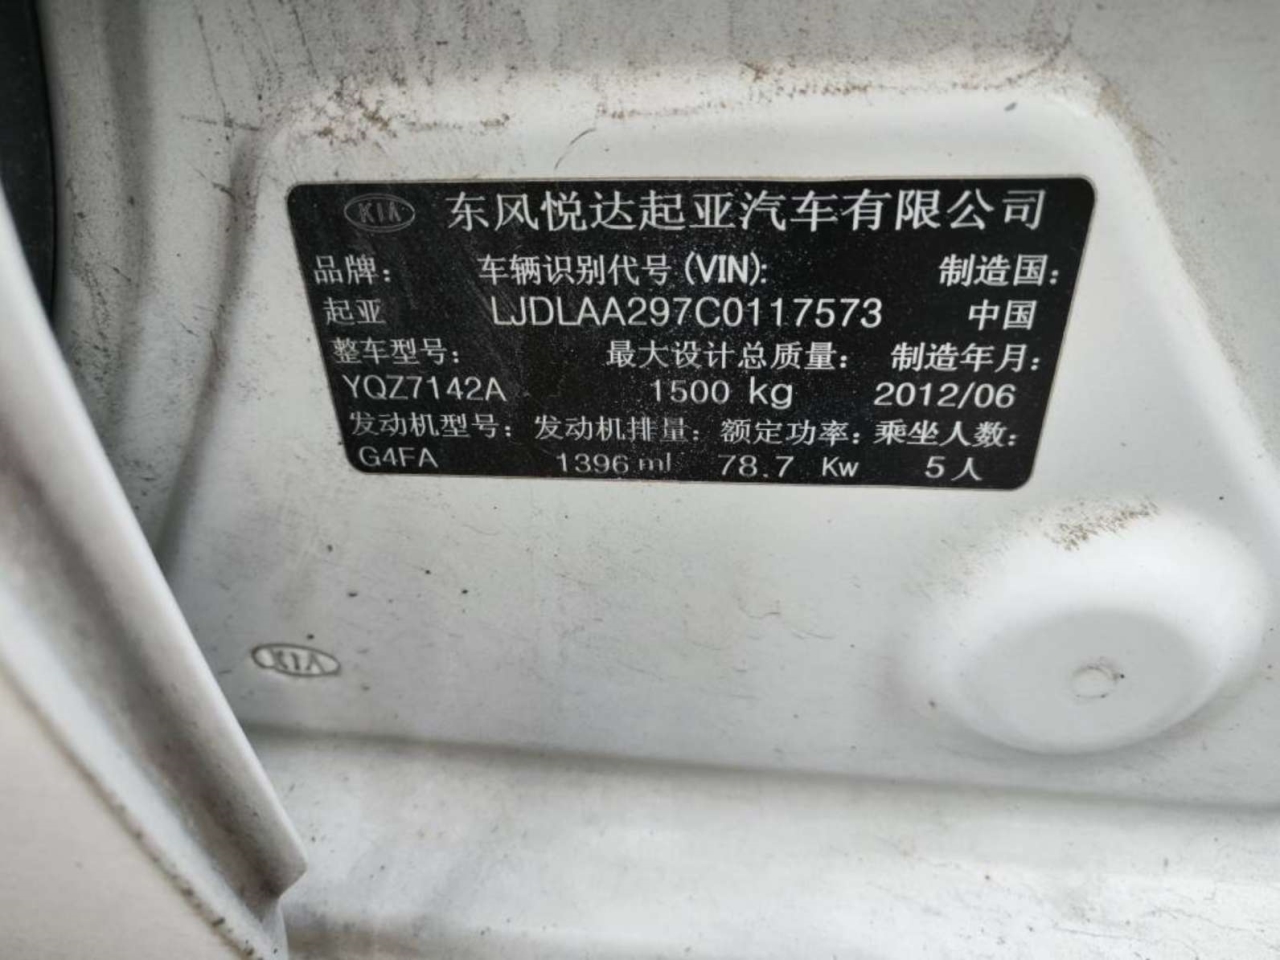 KIA 东风悦达起亚汽车有限公司
品牌: 车辆识别代号(VIN): 制造国:
起亚 LJDLAA297C0117573 中国
整车型号: 最大设计总质量: 制造年月:
YQZ7142A 1500 kg 2012/06
发动机型号: 发动机排量: 额定功率: 乘坐人数:
G4FA 1396 ml 78.7 Kw 5人
KIA